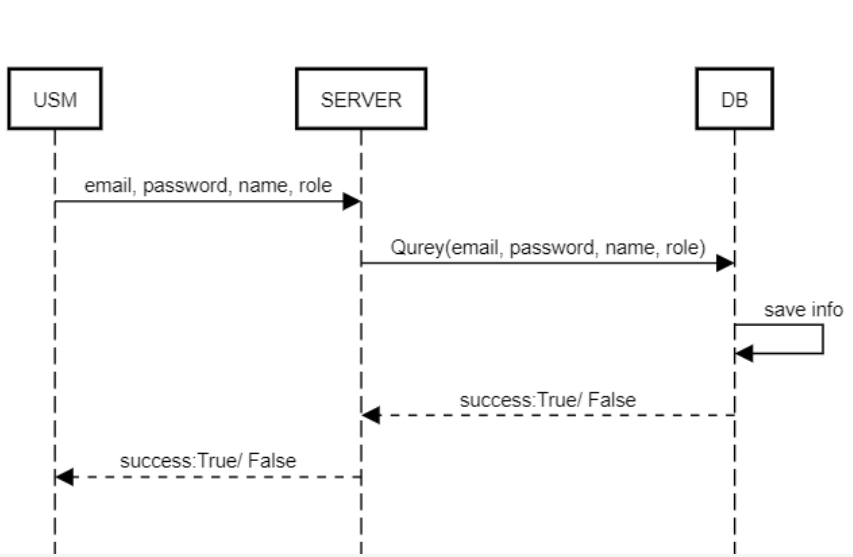 USM
SERVER
DB
email, password, name, role
Qurey(email, password, name, role)
save info
success:True/ False
success:True/ False